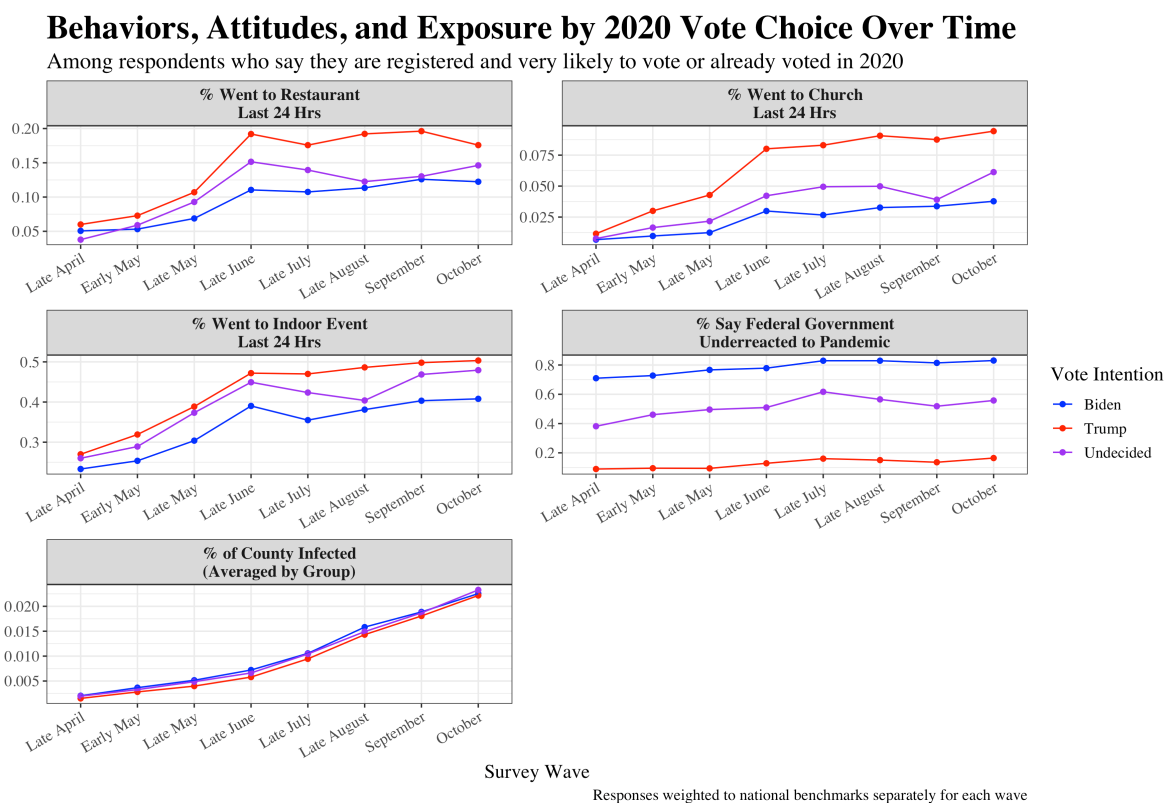 Behaviors, Attitudes, and Exposure by 2020 Vote Choice Over Time
Among respondents who say they are registered and very likely to vote or already voted in 2020
% Went to Restaurant
Last 24 Hrs
0.20
0.15
0.10
0.05
Late April
Early May
Late May
Late June
Late July
Late August
September
October
% Went to Church
Last 24 Hrs
0.075
0.050
0.025
Late April
Early May
Late May
Late June
Late July
Late August
September
October
% Went to Indoor Event
Last 24 Hrs
0.5
0.4
0.3
Late April
Early May
Late May
Late June
Late July
Late August
September
October
% Say Federal Government
Underreacted to Pandemic
0.8
0.6
0.4
0.2
Late April
Early May
Late May
Late June
Late July
Late August
September
October
Vote Intention
Biden
Trump
Undecided
% of County Infected
(Averaged by Group)
0.020
0.015
0.010
0.005
Late April
Early May
Late May
Late June
Late July
Late August
September
October
Survey Wave
Responses weighted to national benchmarks separately for each wave